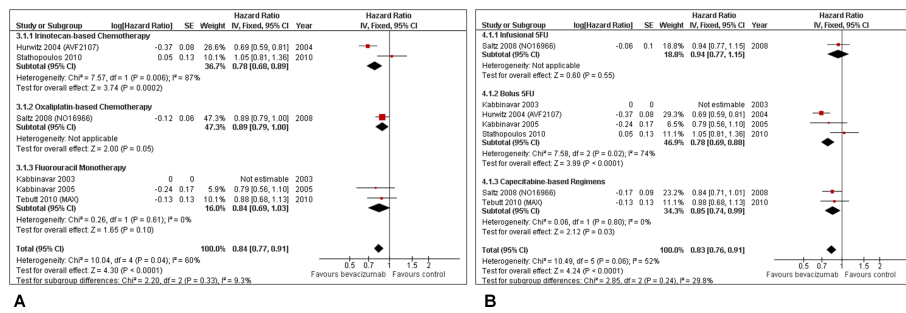 Hazard Ratio Hazard Ratio
Study or Subgroup log[Hazard Ratio] SE Weight IV, Fixed, 95% CI Year IV, Fixed, 95% CI
3.1.1 Irinotecan-based Chemotherapy
Hurwitz 2004 (AVF2107) -0.37 0.08 26.6% 0.69 [0.59, 0.81] 2004
Stathopoulos 2010 0.05 0.13 10.1% 1.05 [0.81, 1.36] 2010
Subtotal (95% CI) 36.7% 0.78 [0.68, 0.89]
Heterogeneity: Chi² = 7.57, df = 1 (P = 0.006); I² = 87%
Test for overall effect: Z = 3.74 (P = 0.0002)
3.1.2 Oxaliplatin-based Chemotherapy
Saltz 2008 (NO16966) -0.12 0.06 47.3% 0.89 [0.79, 1.00] 2008
Subtotal (95% CI) 47.3% 0.89 [0.79, 1.00]
Heterogeneity: Not applicable
Test for overall effect: Z = 2.00 (P = 0.05)
3.1.3 Fluorouracil Monotherapy
Kabbinavar 2003 0 0 Not estimable 2003
Kabbinavar 2005 -0.24 0.17 5.9% 0.79 [0.56, 1.10] 2005
Tebutt 2010 (MAX) -0.13 0.13 10.1% 0.88 [0.68, 1.13] 2010
Subtotal (95% CI) 16.0% 0.84 [0.69, 1.03]
Heterogeneity: Chi² = 0.26, df = 1 (P = 0.61); I² = 0%
Test for overall effect: Z = 1.65 (P = 0.10)
Total (95% CI) 100.0% 0.84 [0.77, 0.91]
Heterogeneity: Chi² = 10.04, df = 4 (P = 0.04); I² = 60%
Test for overall effect: Z = 4.30 (P < 0.0001)
Test for subgroup differences: Chi² = 2.20, df = 2 (P = 0.33), I² = 9.3%
0.5 0.7 1 1.5 2
Favours bevacizumab Favours control
A
Hazard Ratio Hazard Ratio
Study or Subgroup log[Hazard Ratio] SE Weight IV, Fixed, 95% CI Year IV, Fixed, 95% CI
4.1.1 Infusional 5FU
Saltz 2008 (NO16966) -0.06 0.1 18.8% 0.94 [0.77, 1.15] 2008
Subtotal (95% CI) 18.8% 0.94 [0.77, 1.15]
Heterogeneity: Not applicable
Test for overall effect: Z = 0.60 (P = 0.55)
4.1.2 Bolus 5FU
Kabbinavar 2003 0 0 Not estimable 2003
Hurwitz 2004 (AVF2107) -0.37 0.08 29.3% 0.69 [0.59, 0.81] 2004
Kabbinavar 2005 -0.24 0.17 6.5% 0.79 [0.56, 1.10] 2005
Stathopoulos 2010 0.05 0.13 11.1% 1.05 [0.81, 1.36] 2010
Subtotal (95% CI) 46.9% 0.78 [0.69, 0.88]
Heterogeneity: Chi² = 7.58, df = 2 (P = 0.02); I² = 74%
Test for overall effect: Z = 3.99 (P < 0.0001)
4.1.3 Capecitabine-based Regimens
Saltz 2008 (NO16966) -0.17 0.09 23.2% 0.84 [0.71, 1.01] 2008
Tebutt 2010 (MAX) -0.13 0.13 11.1% 0.88 [0.68, 1.13] 2010
Subtotal (95% CI) 34.3% 0.85 [0.74, 0.99]
Heterogeneity: Chi² = 0.06, df = 1 (P = 0.80); I² = 0%
Test for overall effect: Z = 2.12 (P = 0.03)
Total (95% CI) 100.0% 0.83 [0.76, 0.91]
Heterogeneity: Chi² = 10.49, df = 5 (P = 0.06); I² = 52%
Test for overall effect: Z = 4.24 (P < 0.0001)
Test for subgroup differences: Chi² = 2.85, df = 2 (P = 0.24), I² = 29.8%
0.5 0.7 1 1.5 2
Favours bevacizumab Favours control
B